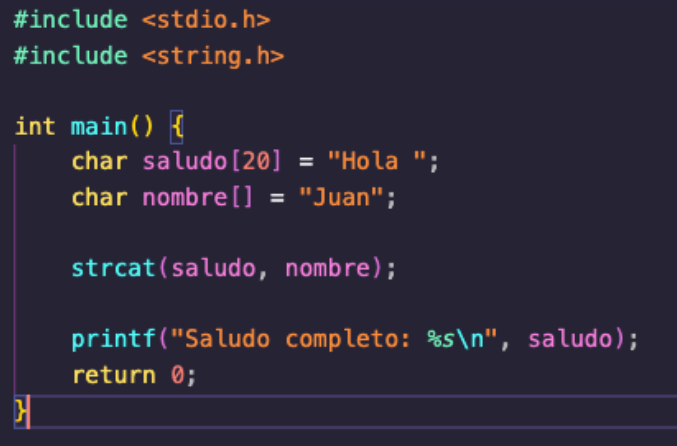 #include <stdio.h>
#include <string.h>
int main() {
    char saludo[20] = "Hola ";
    char nombre[] = "Juan";
    strcat(saludo, nombre);
    printf("Saludo completo: %s\n", saludo);
    return 0;
}